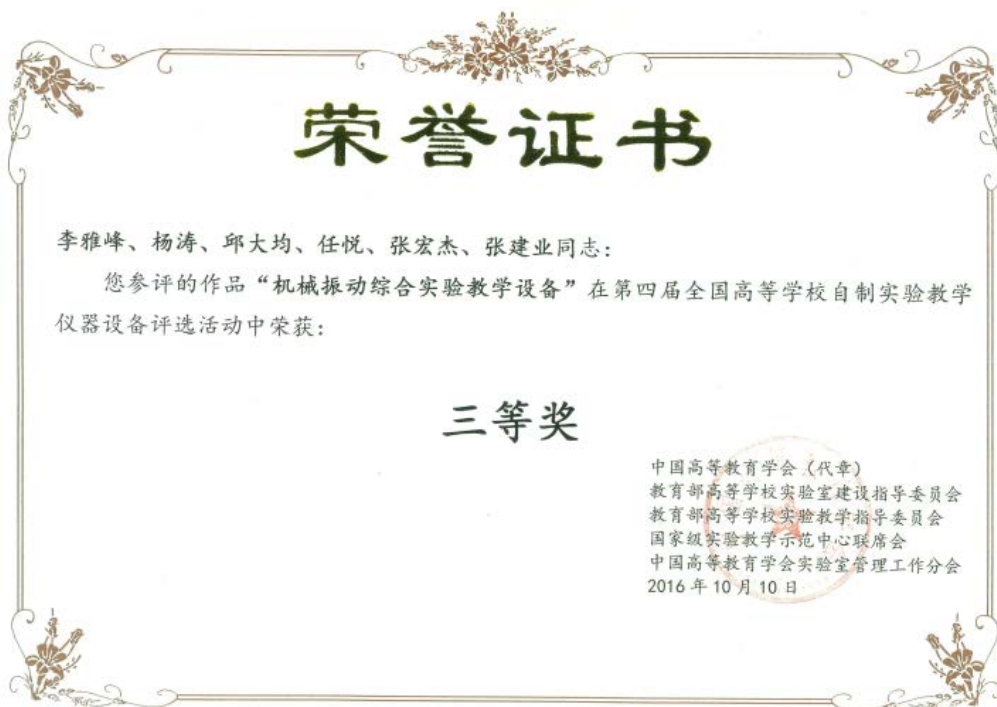 荣誉证书
李雅峰、杨涛、邱大均、任悦、张宏杰、张建业同志：
您参评的作品“机械振动综合实验教学设备”在第四届全国高等学校自制实验教学
仪器设备评选活动中荣获：
三等奖
中国高等教育学会（代章）
教育部高等学校实验室建设指导委员会
教育部高等学校实验教学指导委员会
国家级实验教学示范中心联席会
中国高等教育学会实验室管理工作分会
2016年10月10日